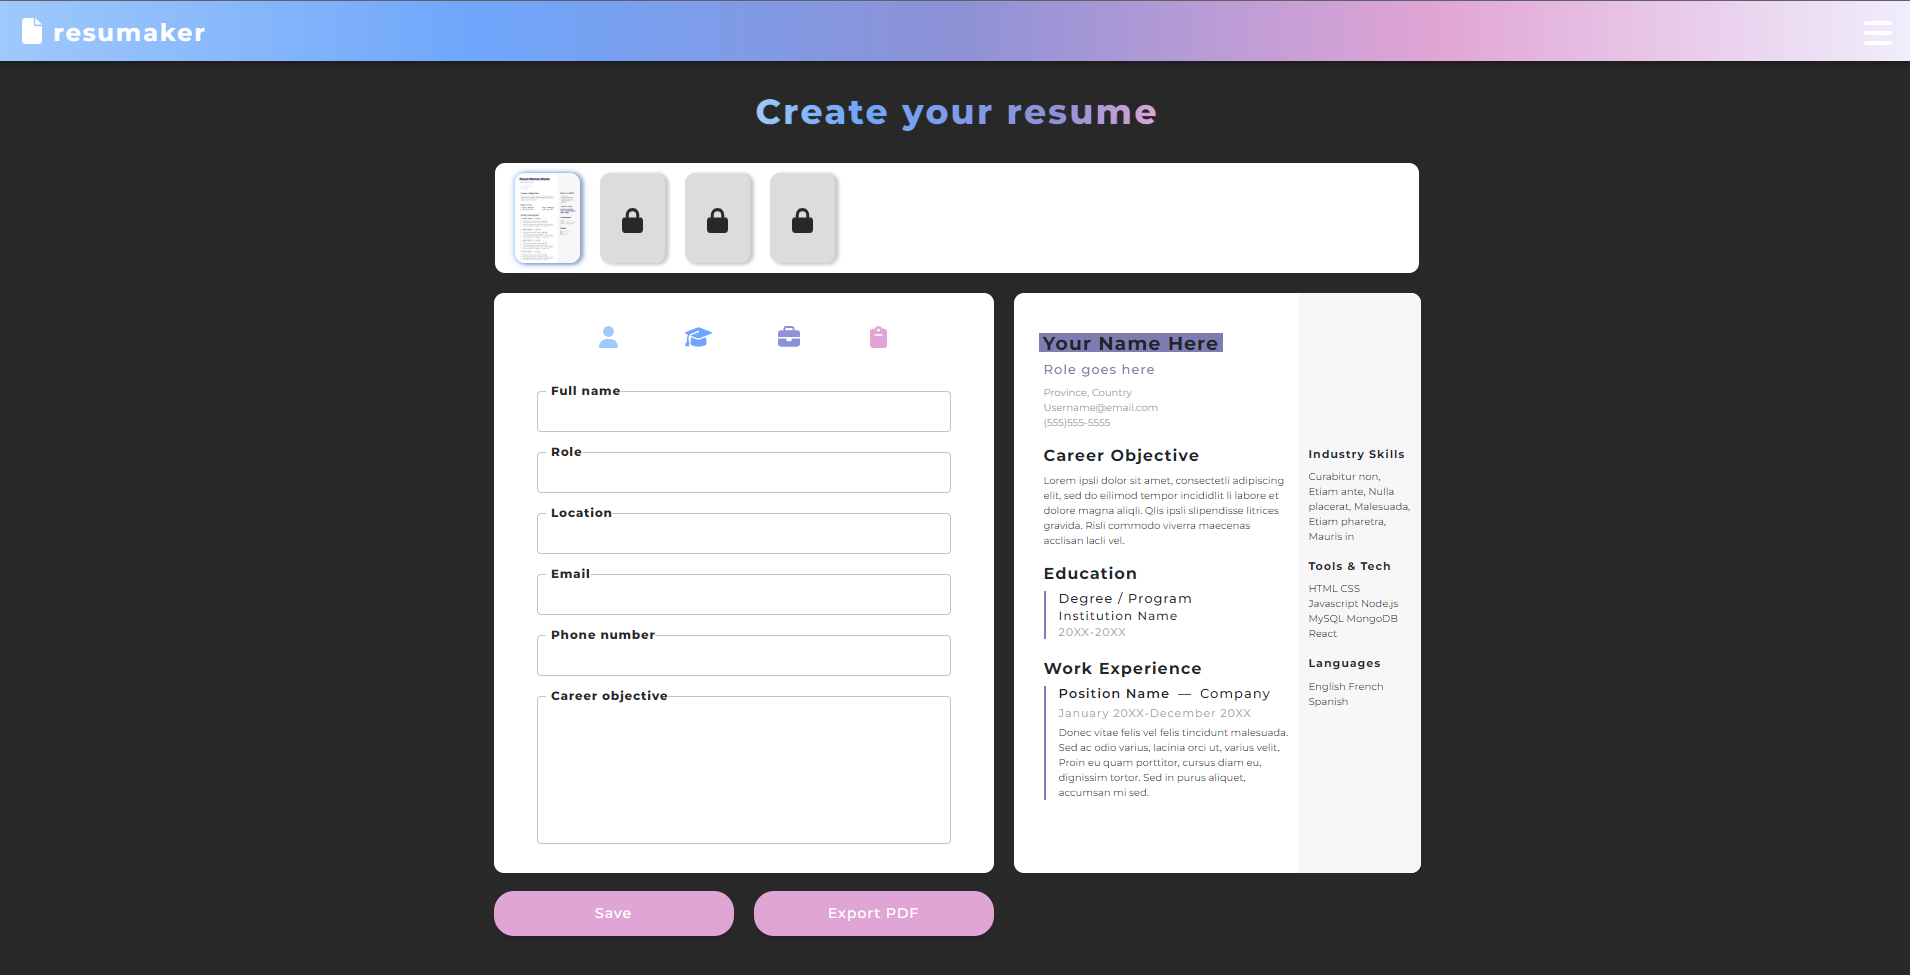 resumaker
Create your resume
Full name
Role
Location
Email
Phone number
Career objective
Save
Export PDF
Your Name Here
Role goes here
Province, Country
Username@email.com
(555)555-5555
Career Objective
Lorem ipsli dolor sit amet, consectetli adipiscing
elit, sed do eilimod tempor incididlit li labore et
dolore magna aliqli. Qlis ipsli slipendisse litrices
gravida. Risli commodo viverra maecenas
acclisan lacli vel.
Education
Degree / Program
Institution Name
20XX-20XX
Work Experience
Position Name — Company
January 20XX-December 20XX
Donec vitae felis vel felis tincidunt malesuada.
Sed ac odio varius, lacinia orci ut, varius velit.
Proin eu quam porttitor, cursus diam eu,
dignissim tortor. Sed in purus aliquet,
accumsan mi sed.
Industry Skills
Curabitur non,
Etiam ante, Nulla
placerat, Malesuada,
Etiam pharetra,
Mauris in
Tools & Tech
HTML CSS
Javascript Node.js
MySQL MongoDB
React
Languages
English French
Spanish